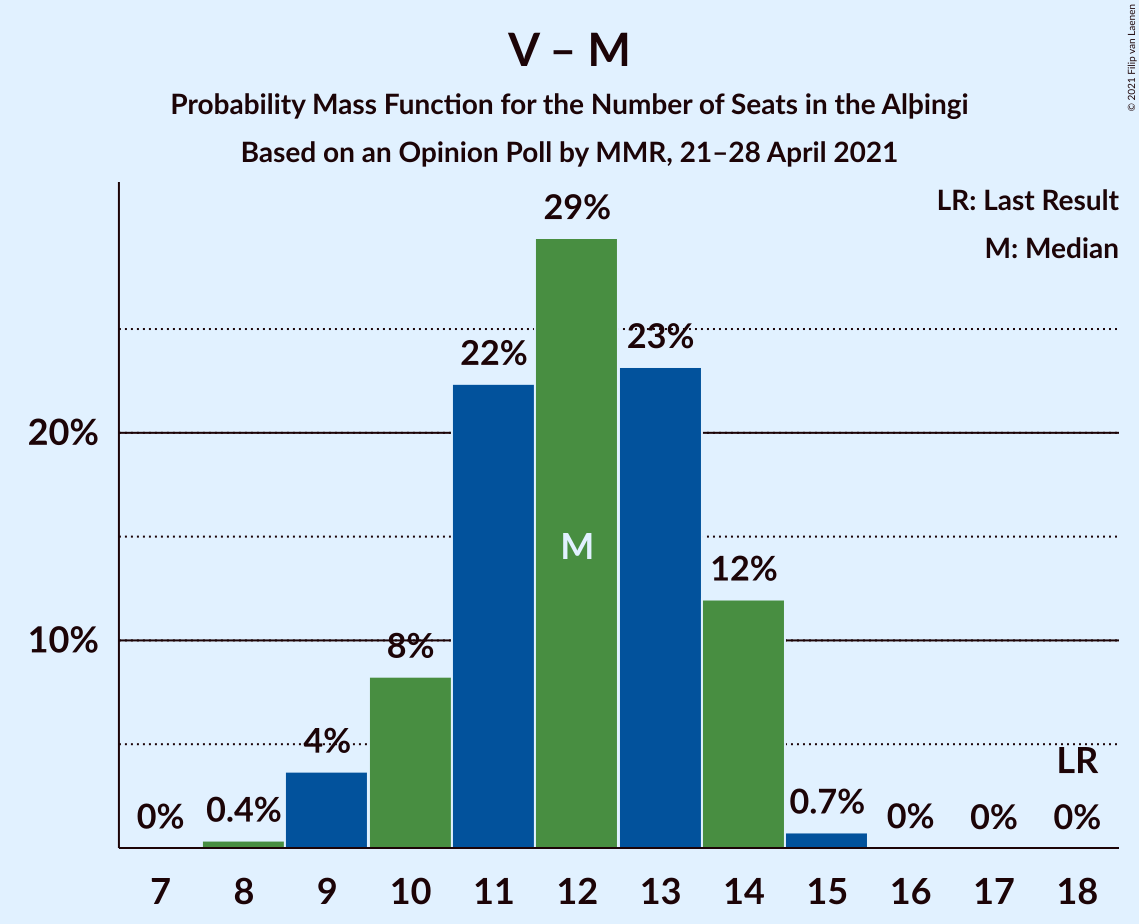 V – M
Probability Mass Function for the Number of Seats in the Alþingi
Based on an Opinion Poll by MMR, 21–28 April 2021
© 2021 Filip van Laenen
LR: Last Result
M: Median
20%
10%
0%
0.4%
4%
8%
22%
29%
23%
12%
0.7%
0%
0%
0%
LR
M
7 8 9 10 11 12 13 14 15 16 17 18